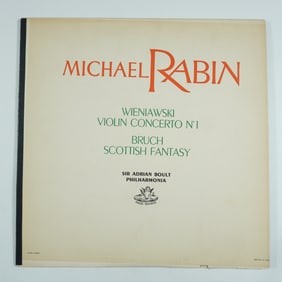 MICHAEL RABIN
WIENIAWSKI
VIOLIN CONCERTO Nº1
BRUCH
SCOTTISH FANTASY
SIR ADRIAN BOULT
PHILHARMONIA